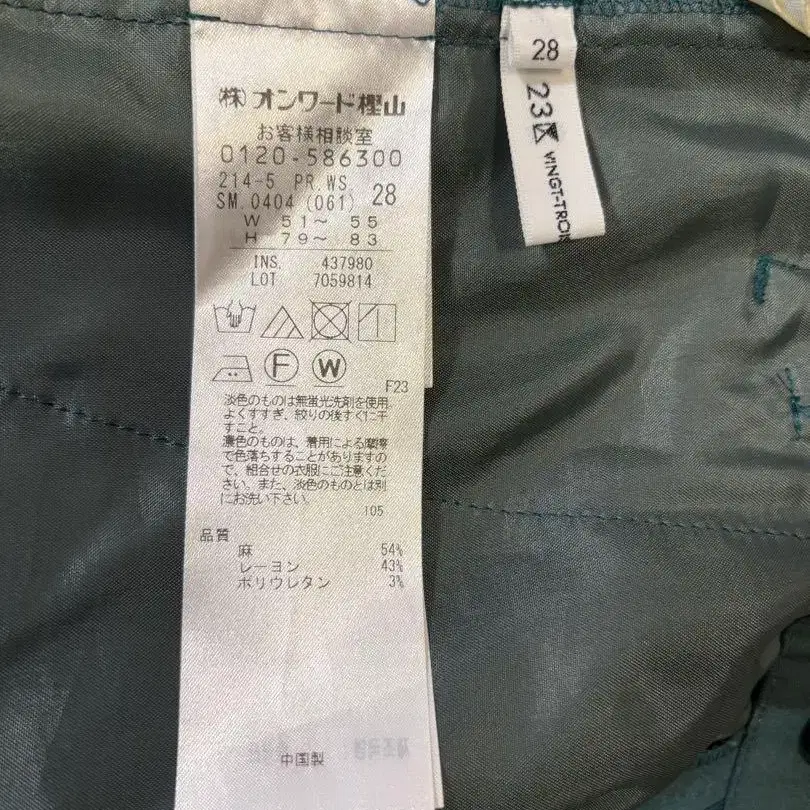 (株)オンワード樫山
お客様相談室
0120-586300
214-5 PR.WS.
SM.0404(061) 28
W 51～ 55
H 79～ 83
INS. 437980
LOT 7059814
F
W
F23
淡色のものは無蛍光洗剤を使用
よくすすぎ、絞りの後すぐに干
すこと。
濃色のものは、着用による摩擦
で色落ちすることがありますの
で、組合せの衣服にご注意くだ
さい。また、淡色のものとは別
にお洗い下さい。
105
品質
麻 54%
レーヨン 43%
ポリウレタン 3%
中国製
28
23区
VINGT-TROIS